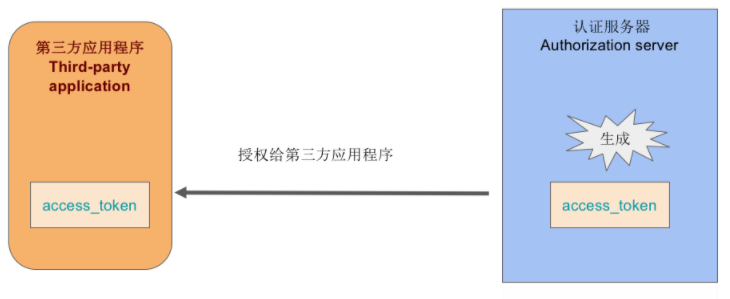 第三方应用程序
Third-party
application
access_token
授权给第三方应用程序
认证服务器
Authorization server
生成
access_token